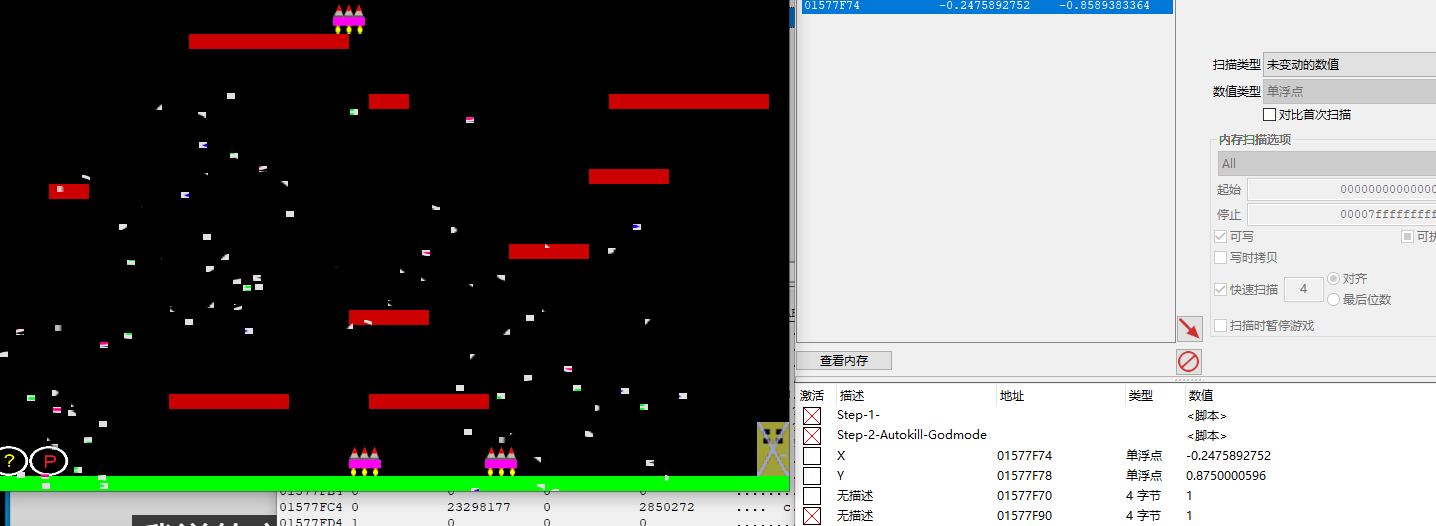 01577F74 -0.2475892752 -0.8589383364
扫描类型 未变动的数值
数值类型 单浮点
对比首次扫描
内存扫描选项
All
起始 00000000000000
停止 00007fffffffff
可写
写时拷贝
快速扫描 4 对齐
最后位数
扫描时暂停游戏
查看内存
激活 描述 地址 类型 数值
Step-1- <脚本>
Step-2-Autokill-Godmode <脚本>
X 01577F74 单浮点 -0.2475892752
Y 01577F78 单浮点 0.8750000596
无描述 01577F70 4 字节 1
无描述 01577F90 4 字节 1
? P
01577FC4 0 23298177 0 2850272 .... c
01577FD4 1 0 0 0